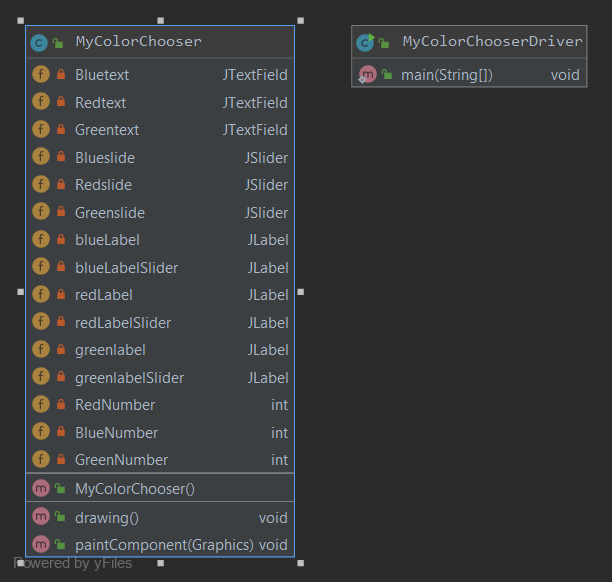 MyColorChooser
Bluetext JTextField
Redtext JTextField
Greentext JTextField
Blueslide JSlider
Redslide JSlider
Greenslide JSlider
blueLabel JLabel
blueLabelSlider JLabel
redLabel JLabel
redLabelSlider JLabel
greenlabel JLabel
greenlabelSlider JLabel
RedNumber int
BlueNumber int
GreenNumber int
MyColorChooser()
drawing() void
paintComponent(Graphics) void
Powered by yFiles
MyColorChooserDriver
main(String[]) void